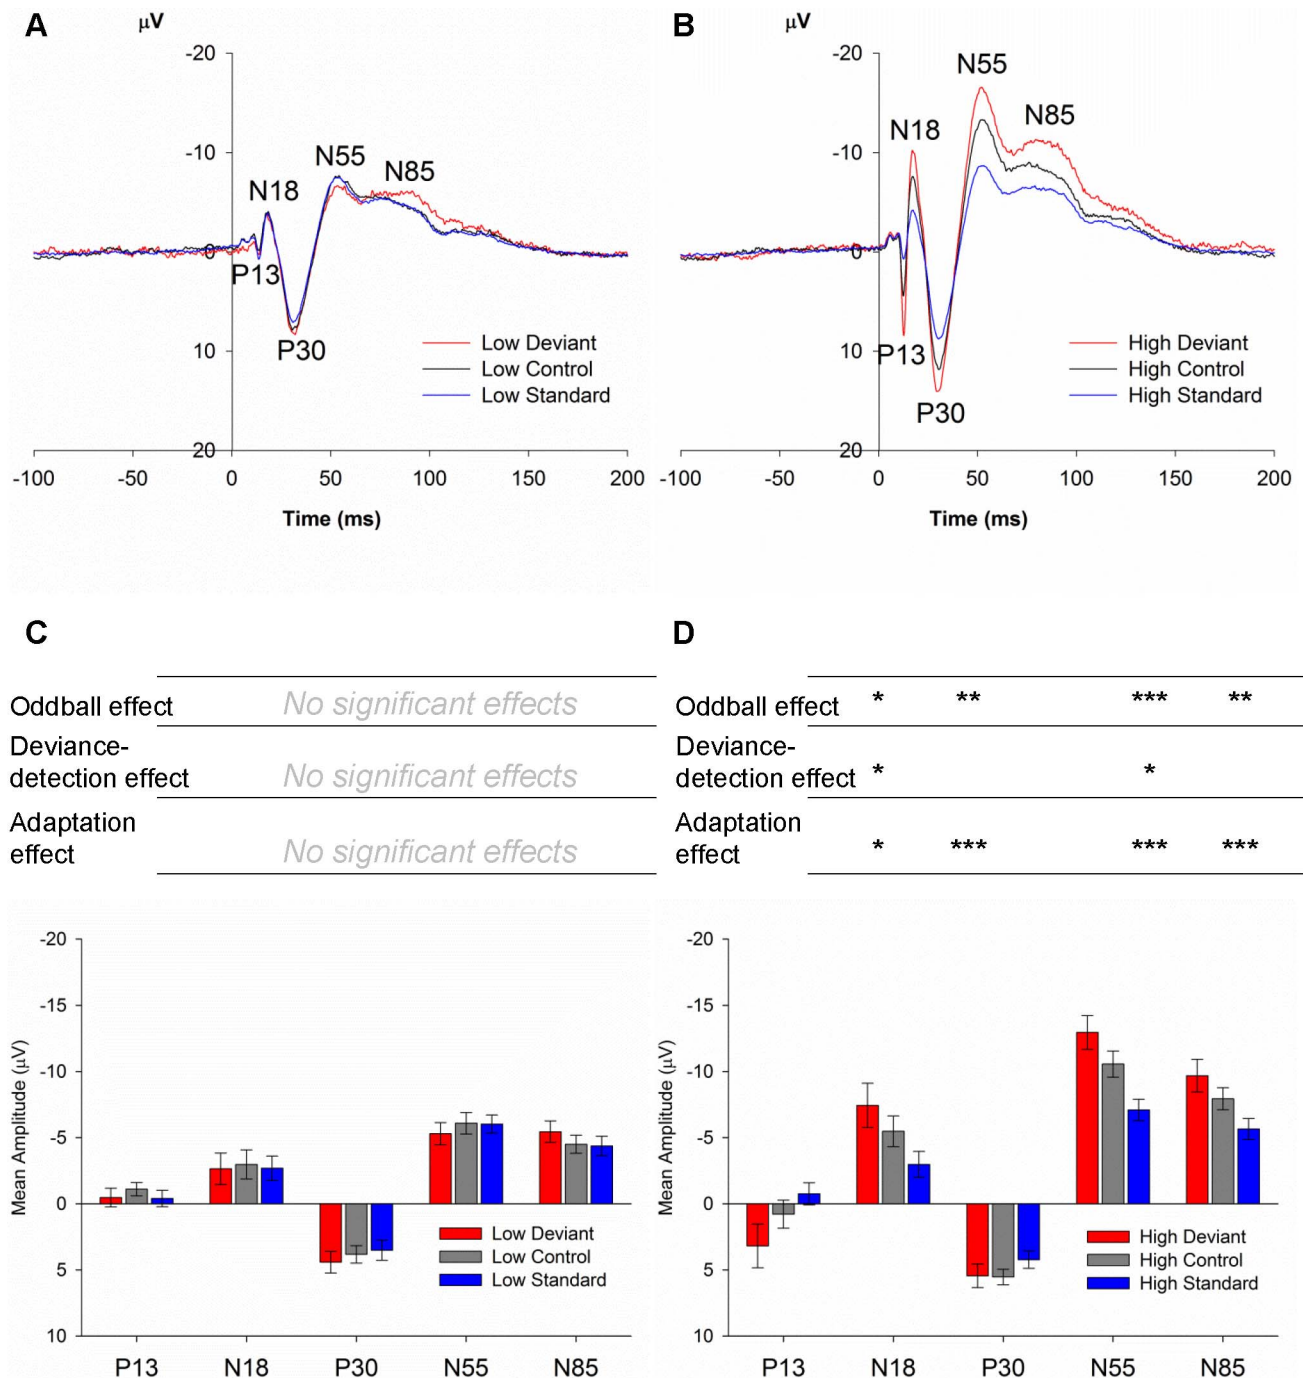 A
μV
-20
-10
0
10
20
N18
N55
N85
P13
P30
Low Deviant
Low Control
Low Standard
-100 -50 0 50 100 150 200
Time (ms)
B
μV
-20
-10
0
10
20
N55
N85
N18
P13
P30
High Deviant
High Control
High Standard
-100 -50 0 50 100 150 200
Time (ms)
C
Oddball effect No significant effects
Deviance-
detection effect No significant effects
Adaptation
effect No significant effects
Mean Amplitude (μV)
-20
-15
-10
-5
0
5
10
Low Deviant
Low Control
Low Standard
P13 N18 P30 N55 N85
D
Oddball effect * ** *** **
Deviance-
detection effect * *
Adaptation
effect * *** *** ***
Mean Amplitude (μV)
-20
-15
-10
-5
0
5
10
High Deviant
High Control
High Standard
P13 N18 P30 N55 N85